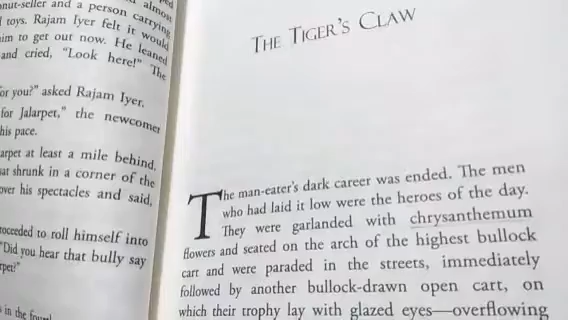 nut-seller and a person carrying
toys. Rajam Iyer felt it would
him to get out now. He leaned
and cried, "Look here!" The
for you?" asked Rajam Iyer.
for Jalarpet," the newcomer
his pace.
arpet at least a mile behind.
sat shrunk in a corner of the
over his spectacles and said,
roceeded to roll himself into
"Did you hear that bully say
rpet?"
s in the
THE TIGER'S CLAW
The man-eater's dark career was ended. The men
who had laid it low were the heroes of the day.
They were garlanded with chrysanthemum
flowers and seated on the arch of the highest bullock
cart and were paraded in the streets, immediately
followed by another bullock-drawn open cart, on
which their trophy lay with glazed eyes—overflowing